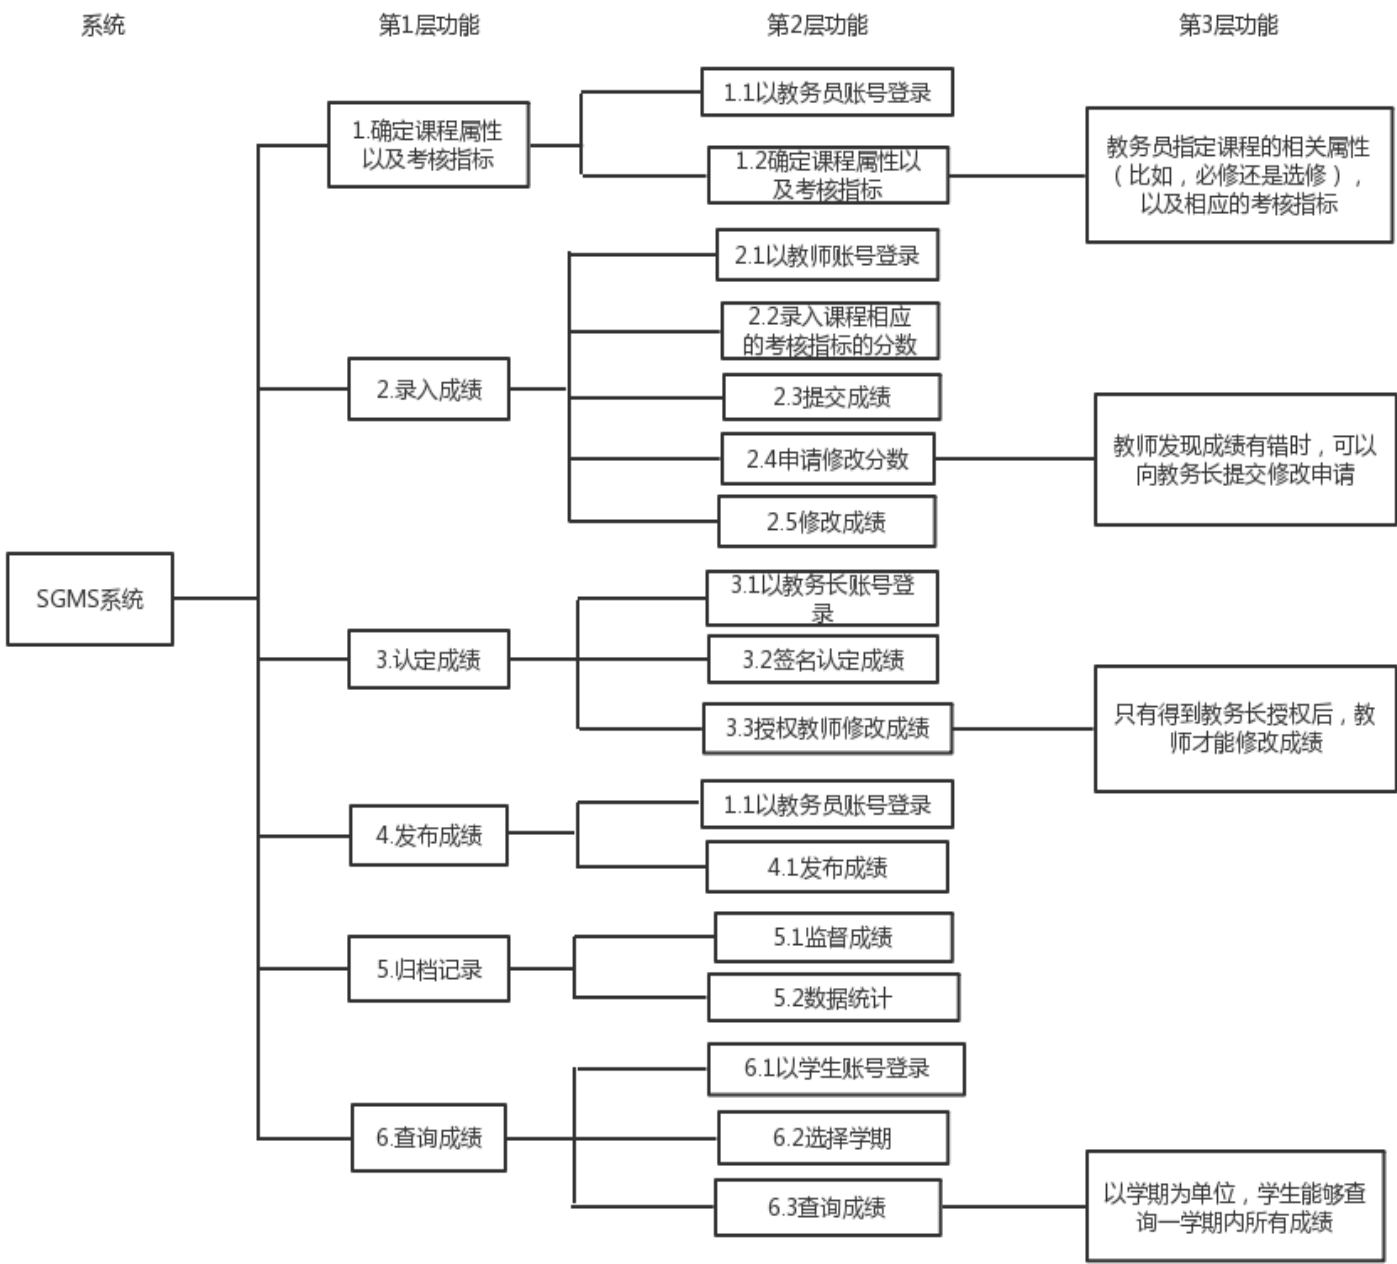 系统
第1层功能
第2层功能
第3层功能
SGMS系统
1.确定课程属性
以及考核指标
1.1以教务员账号登录
1.2确定课程属性以
及考核指标
教务员指定课程的相关属性
（比如，必修还是选修），
以及相应的考核指标
2.录入成绩
2.1以教师账号登录
2.2录入课程相应
的考核指标的分数
2.3提交成绩
2.4申请修改分数
教师发现成绩有错时，可以
向教务长提交修改申请
2.5修改成绩
3.认定成绩
3.1以教务长账号登
录
3.2签名认定成绩
3.3授权教师修改成绩
只有得到教务长授权后，教
师才能修改成绩
4.发布成绩
1.1以教务员账号登录
4.1发布成绩
5.归档记录
5.1监督成绩
5.2数据统计
6.查询成绩
6.1以学生账号登录
6.2选择学期
6.3查询成绩
以学期为单位，学生能够查
询一学期内所有成绩